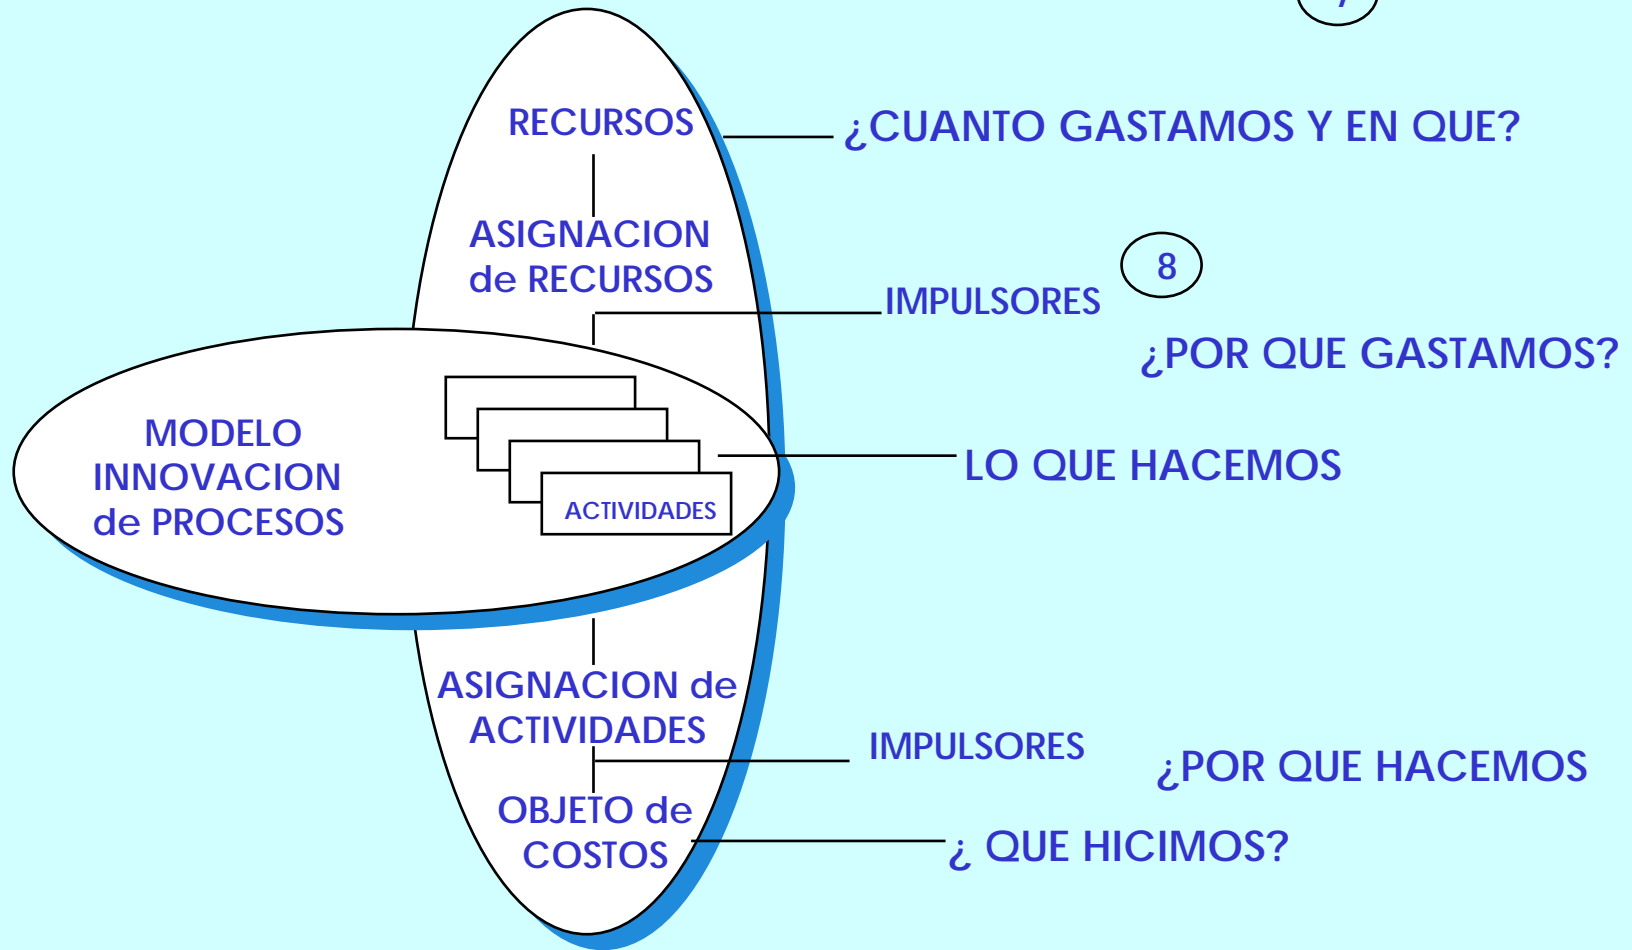 RECURSOS
¿CUANTO GASTAMOS Y EN QUE?
ASIGNACION
de RECURSOS
8
IMPULSORES
¿POR QUE GASTAMOS?
MODELO
INNOVACION
de PROCESOS
ACTIVIDADES
LO QUE HACEMOS
ASIGNACION de
ACTIVIDADES
IMPULSORES
¿POR QUE HACEMOS
OBJETO de
COSTOS
¿ QUE HICIMOS?